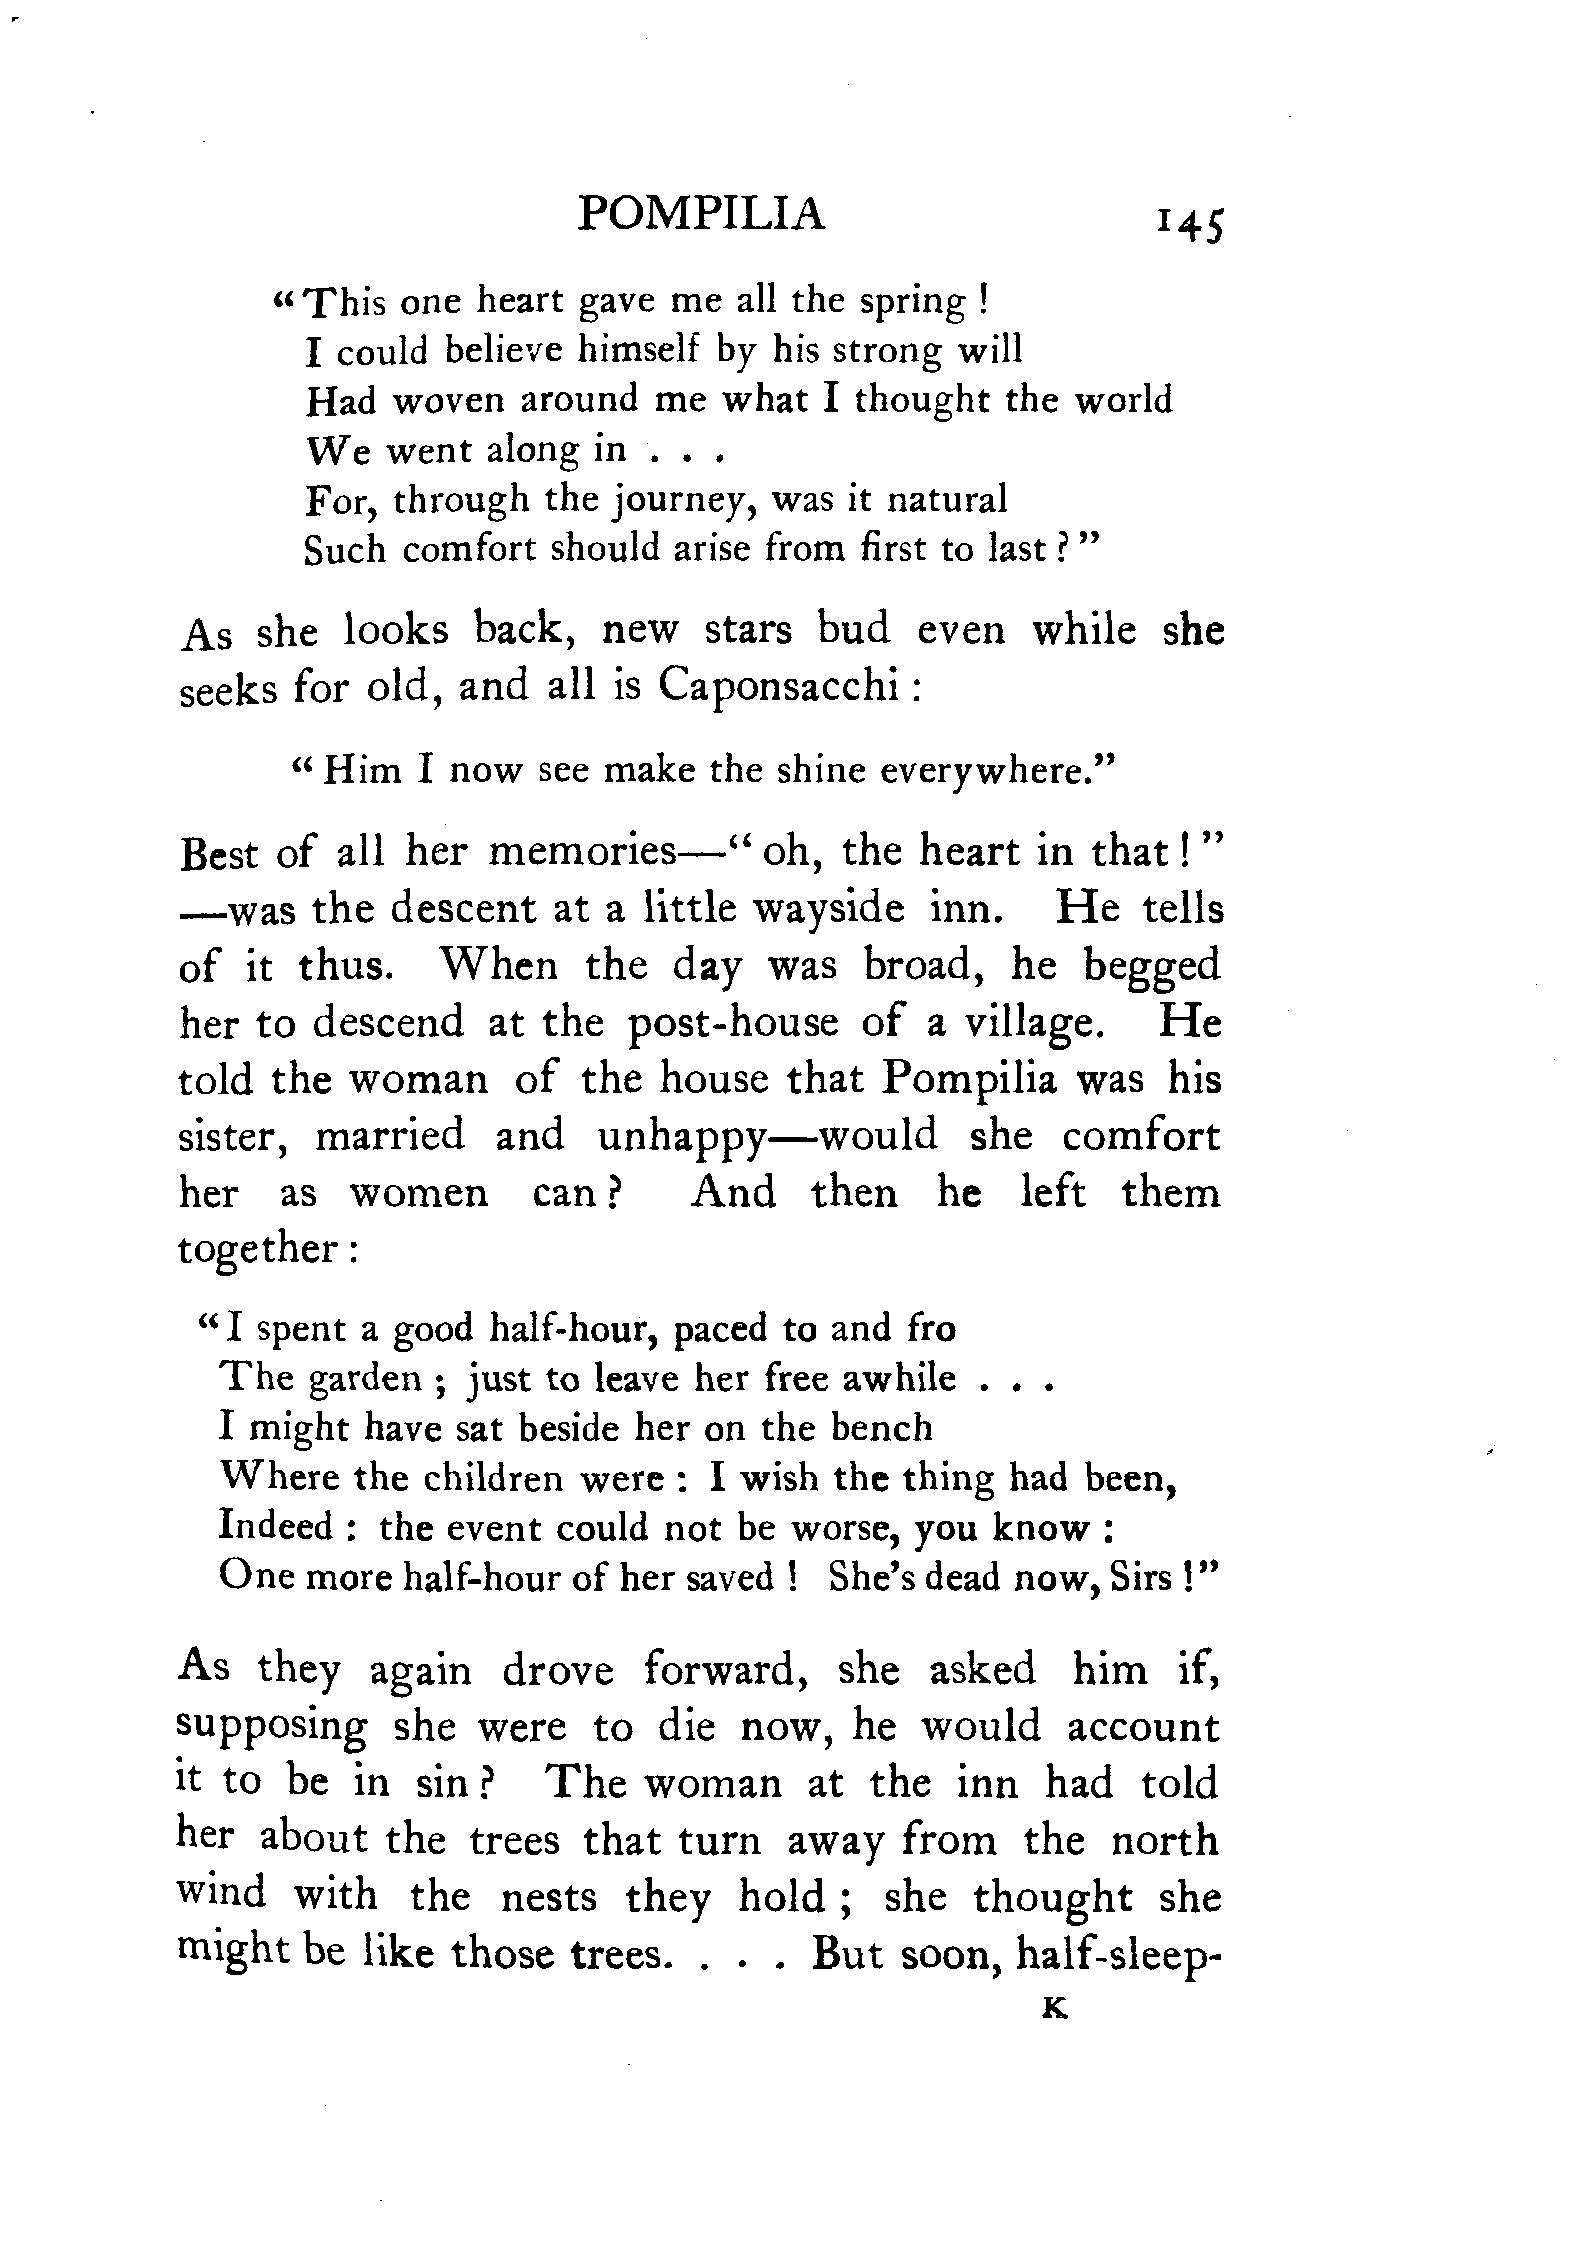 POMPILIA 145
"This one heart gave me all the spring !
I could believe himself by his strong will
Had woven around me what I thought the world
We went along in . . .
For, through the journey, was it natural
Such comfort should arise from first to last ? "
As she looks back, new stars bud even while she
seeks for old, and all is Caponsacchi :
" Him I now see make the shine everywhere."
Best of all her memories—" oh, the heart in that ! "
—was the descent at a little wayside inn. He tells
of it thus. When the day was broad, he begged
her to descend at the post-house of a village. He
told the woman of the house that Pompilia was his
sister, married and unhappy—would she comfort
her as women can ? And then he left them
together :
"I spent a good half-hour, paced to and fro
The garden ; just to leave her free awhile . . .
I might have sat beside her on the bench
Where the children were : I wish the thing had been,
Indeed : the event could not be worse, you know :
One more half-hour of her saved ! She's dead now, Sirs !"
As they again drove forward, she asked him if,
supposing she were to die now, he would account
it to be in sin ? The woman at the inn had told
her about the trees that turn away from the north
wind with the nests they hold ; she thought she
might be like those trees. . . . But soon, half-sleep-
K